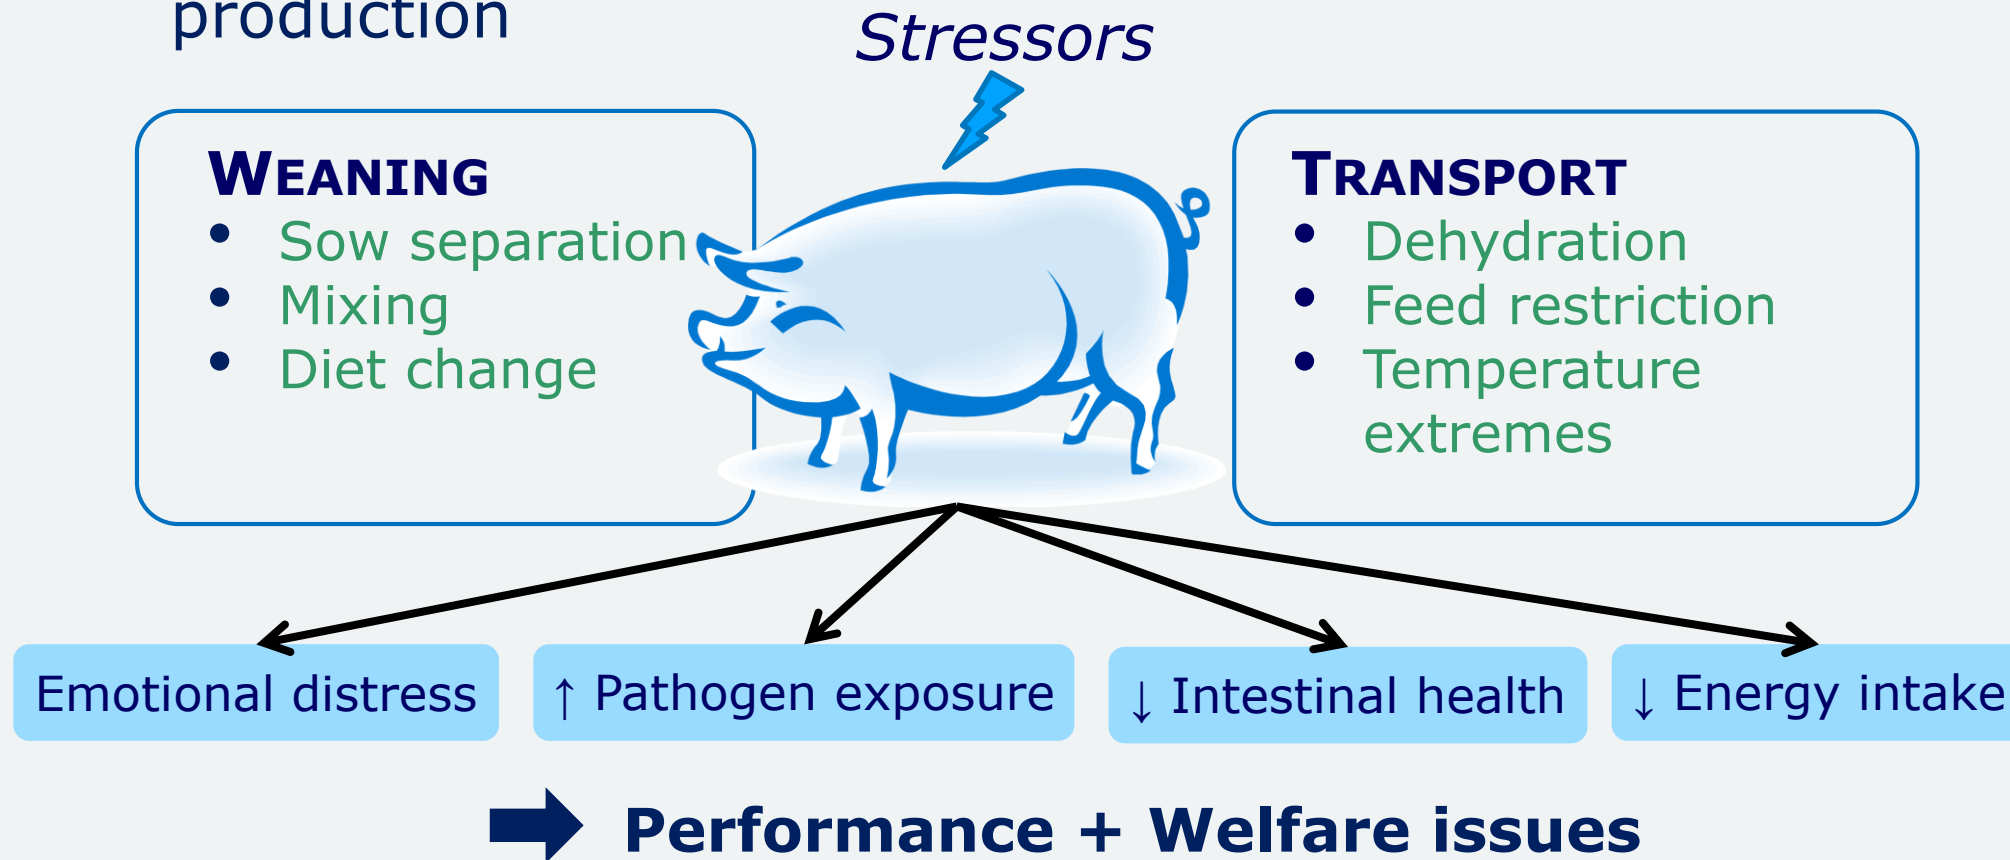 production
Stressors
WEANING
• Sow separation
• Mixing
• Diet change
TRANSPORT
• Dehydration
• Feed restriction
• Temperature
extremes
Emotional distress
↑ Pathogen exposure
↓ Intestinal health
↓ Energy intake
Performance + Welfare issues